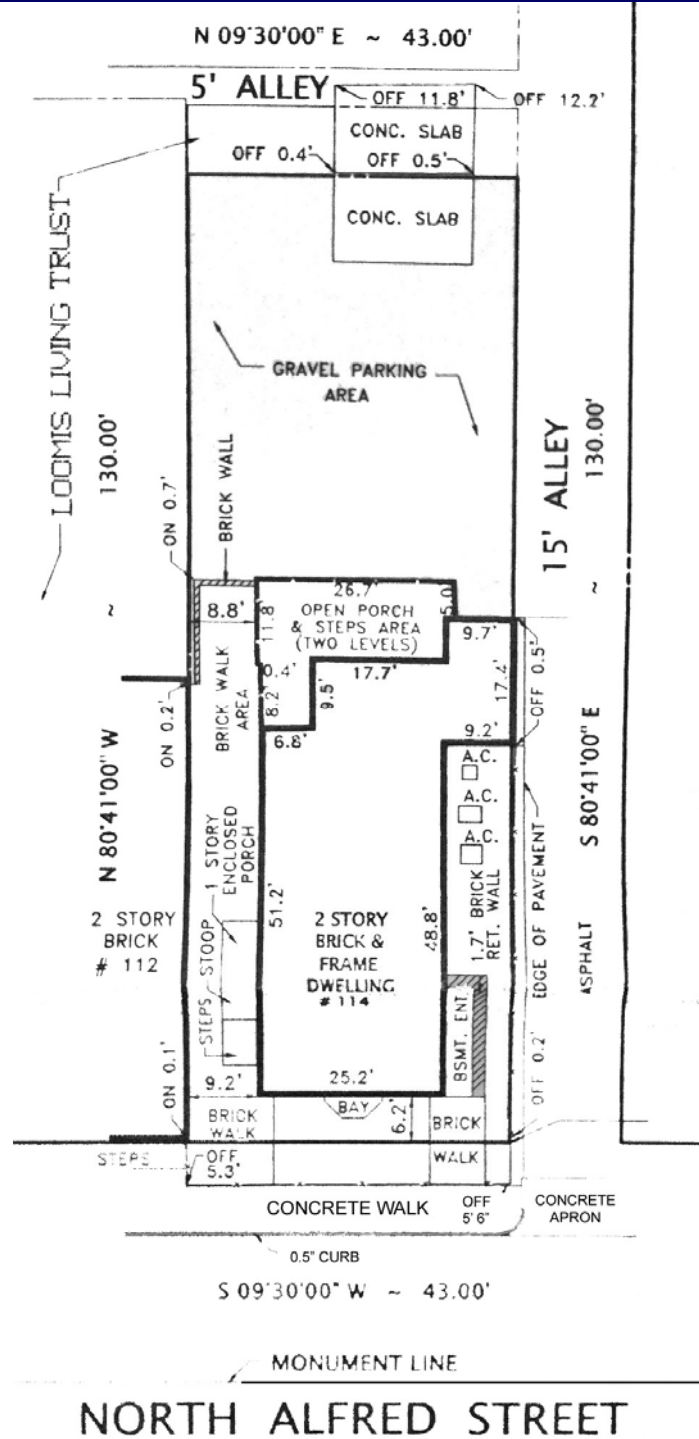 N 09°30'00" E ~ 43.00'
5' ALLEY
OFF 11.8'
OFF 12.2'
CONC. SLAB
OFF 0.4'
OFF 0.5'
CONC. SLAB
LOOMIS LIVING TRUST
GRAVEL PARKING
AREA
130.00'
~
N 80°41'00" W
15' ALLEY
130.00'
~
S 80°41'00" E
ON 0.7'
BRICK WALL
8.8'
11.8
26.7'
5.0
OPEN PORCH
& STEPS AREA
(TWO LEVELS)
9.7'
17.7'
0.4'
8.2'
9.5'
17.4'
OFF 0.5'
ON 0.2'
BRICK WALK
AREA
6.8'
9.2'
A.C.
A.C.
A.C.
1 STORY
ENCLOSED
PORCH
51.2'
48.8'
1.7' BRICK
RET. WALL
EDGE OF PAVEMENT
ASPHALT
2 STORY
BRICK
# 112
2 STORY
BRICK &
FRAME
DWELLING
# 114
STOOP
STEPS
BSMT. ENT.
ON 0.1'
9.2'
25.2'
OFF 0.2'
BRICK
WALK
BAY
6.2'
BRICK
WALK
STEPS
OFF
5.3'
CONCRETE WALK
OFF
5' 6"
CONCRETE
APRON
0.5" CURB
S 09°30'00" W ~ 43.00'
MONUMENT LINE
NORTH ALFRED STREET